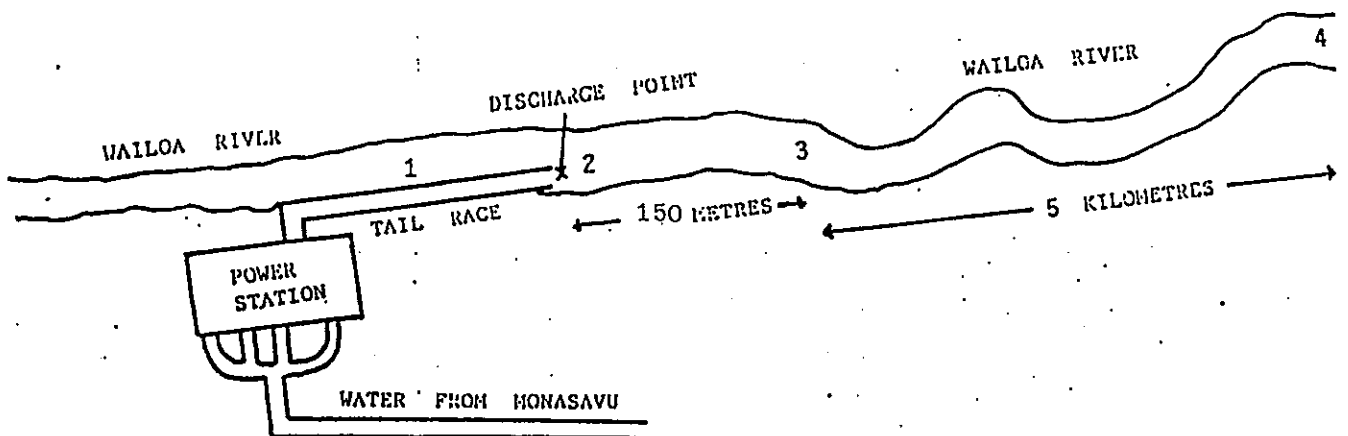 WAILOA RIVER
DISCHARGE POINT
WAILOA RIVER
1
2
3
4
TAIL RACE
150 METRES
5 KILOMETRES
POWER
STATION
WATER FROM MONASAVU